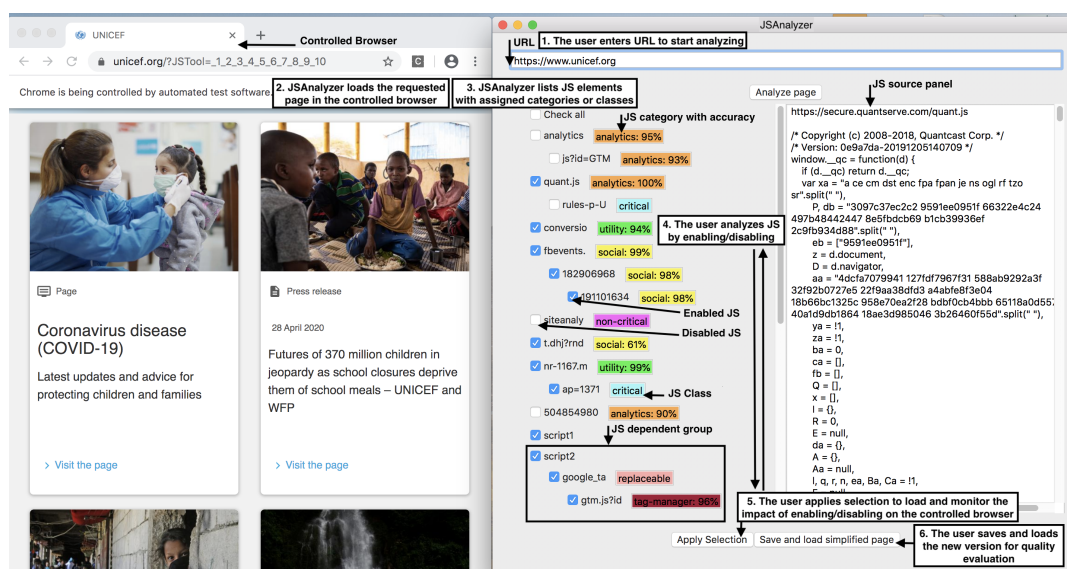 UNICEF
Controlled Browser
unicef.org/?JSTool=_1_2_3_4_5_6_7_8_9_10
Chrome is being controlled by automated test software.
2. JSAnalyzer loads the requested
page in the controlled browser
Page
Coronavirus disease
(COVID-19)
Latest updates and advice for
protecting children and families
> Visit the page
Press release
28 April 2020
Futures of 370 million children in
jeopardy as school closures deprive
them of school meals – UNICEF and
WFP
> Visit the page
JSAnalyzer
URL
1. The user enters URL to start analyzing
https://www.unicef.org
3. JSAnalyzer lists JS elements
with assigned categories or classes
Analyze page
JS source panel
Check all
JS category with accuracy
analytics analytics: 95%
js?id=GTM analytics: 93%
quant.js analytics: 100%
rules-p-U critical
conversio utility: 94%
4. The user analyzes JS
by enabling/disabling
fbevents. social: 99%
182906968 social: 98%
191101634 social: 98%
Enabled JS
siteanaly non-critical
Disabled JS
t.dhj?rnd social: 61%
nr-1167.m utility: 99%
ap=1371 critical
JS Class
504854980 analytics: 90%
script1
JS dependent group
script2
google_ta replaceable
gtm.js?id tag-manager: 96%
https://secure.quantserve.com/quant.js
/* Copyright (c) 2008-2018, Quantcast Corp. */
/* Version: 0e9a7da-20191205140709 */
window.__qc = function(d) {
if (d.__qc) return d.__qc;
var xa = "a ce cm dst enc fpa fpan je ns ogl rf tzo
sr".split(" "),
P, db = "3097c37ec2c2 9591ee0951f 66322e4c24
497b48442447 8e5fbdcb69 b1cb39936ef
2c9fb934d88".split(" "),
eb = ["9591ee0951f"],
z = d.document,
D = d.navigator,
aa = "4dcfa7079941 127fdf7967f31 588ab9292a3f
32f92b0727e5 22f9aa38dfd3 a4abfe8f3e04
18b66bc1325c 958e70ea2f28 bdbf0cb4bbb 65118a0d557
40a1d9db1864 18ae3d985046 3b26460f55d".split(" "),
ya = !1,
za = !1,
ba = 0,
ca = [],
fb = [],
Q = [],
x = [],
I = {},
R = 0,
E = null,
da = {},
A = {},
Aa = null,
l, q, r, n, ea, Ba, Ca = !1,
5. The user applies selection to load and monitor the
impact of enabling/disabling on the controlled browser
Apply Selection
Save and load simplified page
6. The user saves and loads
the new version for quality
evaluation